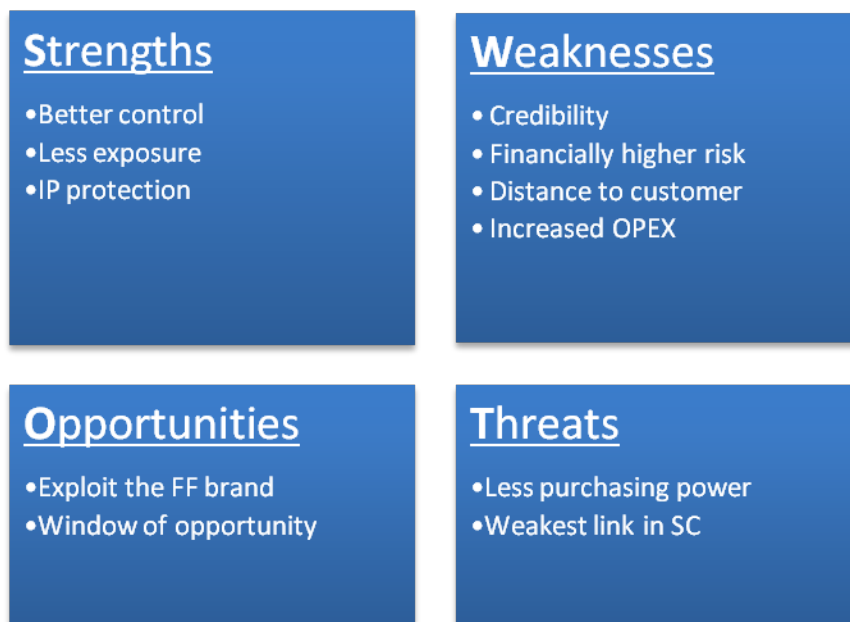 Strengths
•Better control
•Less exposure
•IP protection
Weaknesses
• Credibility
• Financially higher risk
• Distance to customer
• Increased OPEX
Opportunities
•Exploit the FF brand
•Window of opportunity
Threats
•Less purchasing power
•Weakest link in SC